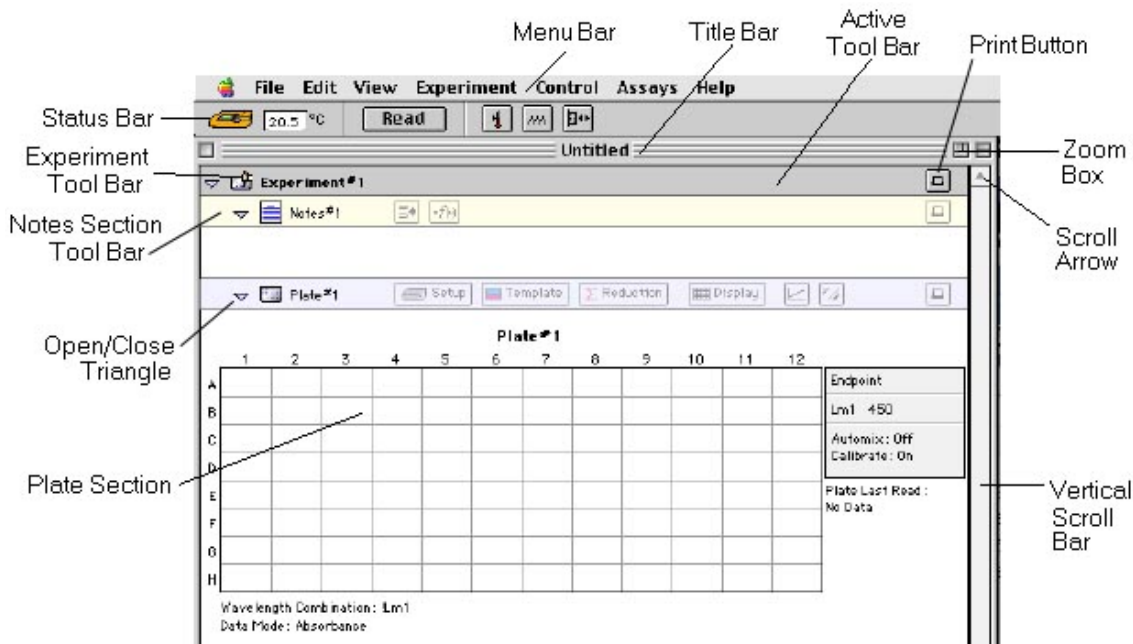 Menu Bar
Title Bar
Active
Tool Bar
Print Button
File Edit View Experiment Control Assays Help
Status Bar
20.5 °C Read
Untitled
Experiment
Tool Bar
Zoom
Box
Experiment#1
Notes Section
Tool Bar
Notes#1
Scroll
Arrow
Plate#1 Setup Template Reduction Display
Open/Close
Triangle
Plate#1
1 2 3 4 5 6 7 8 9 10 11 12
A
B
C
D
E
F
G
H
Endpoint
Lm1 450
Automix: Off
Calibrate: On
Plate Last Read:
No Data
Plate Section
Vertical
Scroll
Bar
Wavelength Combination: !Lm1
Data Mode: Absorbance